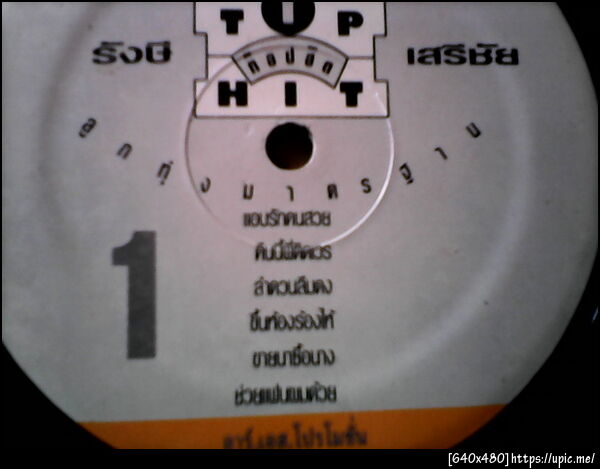 TOP
ท็อปฮิต
HIT
รังษี เสรีชัย
ลูกทุ่งมาตรฐาน
1
แอบรักคนสวย
คืนนี้พี่คิดควร
ลำดวนลืมดง
ขึ้นห้องร้องไห้
ขายนาซื้อนาง
ช่วยแฟนผมด้วย
อาร์.เอส.โปรโมชั่น
[640x480]https://upic.me/